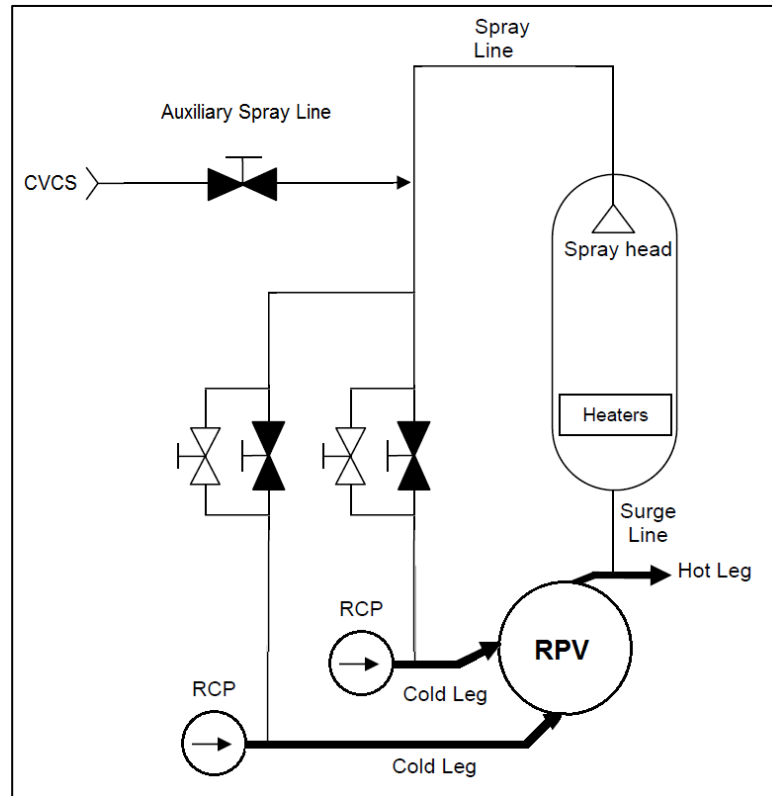 Spray
Line
Auxiliary Spray Line
CVCS
Spray head
Heaters
Surge
Line
Hot Leg
RCP
RPV
Cold Leg
RCP
Cold Leg